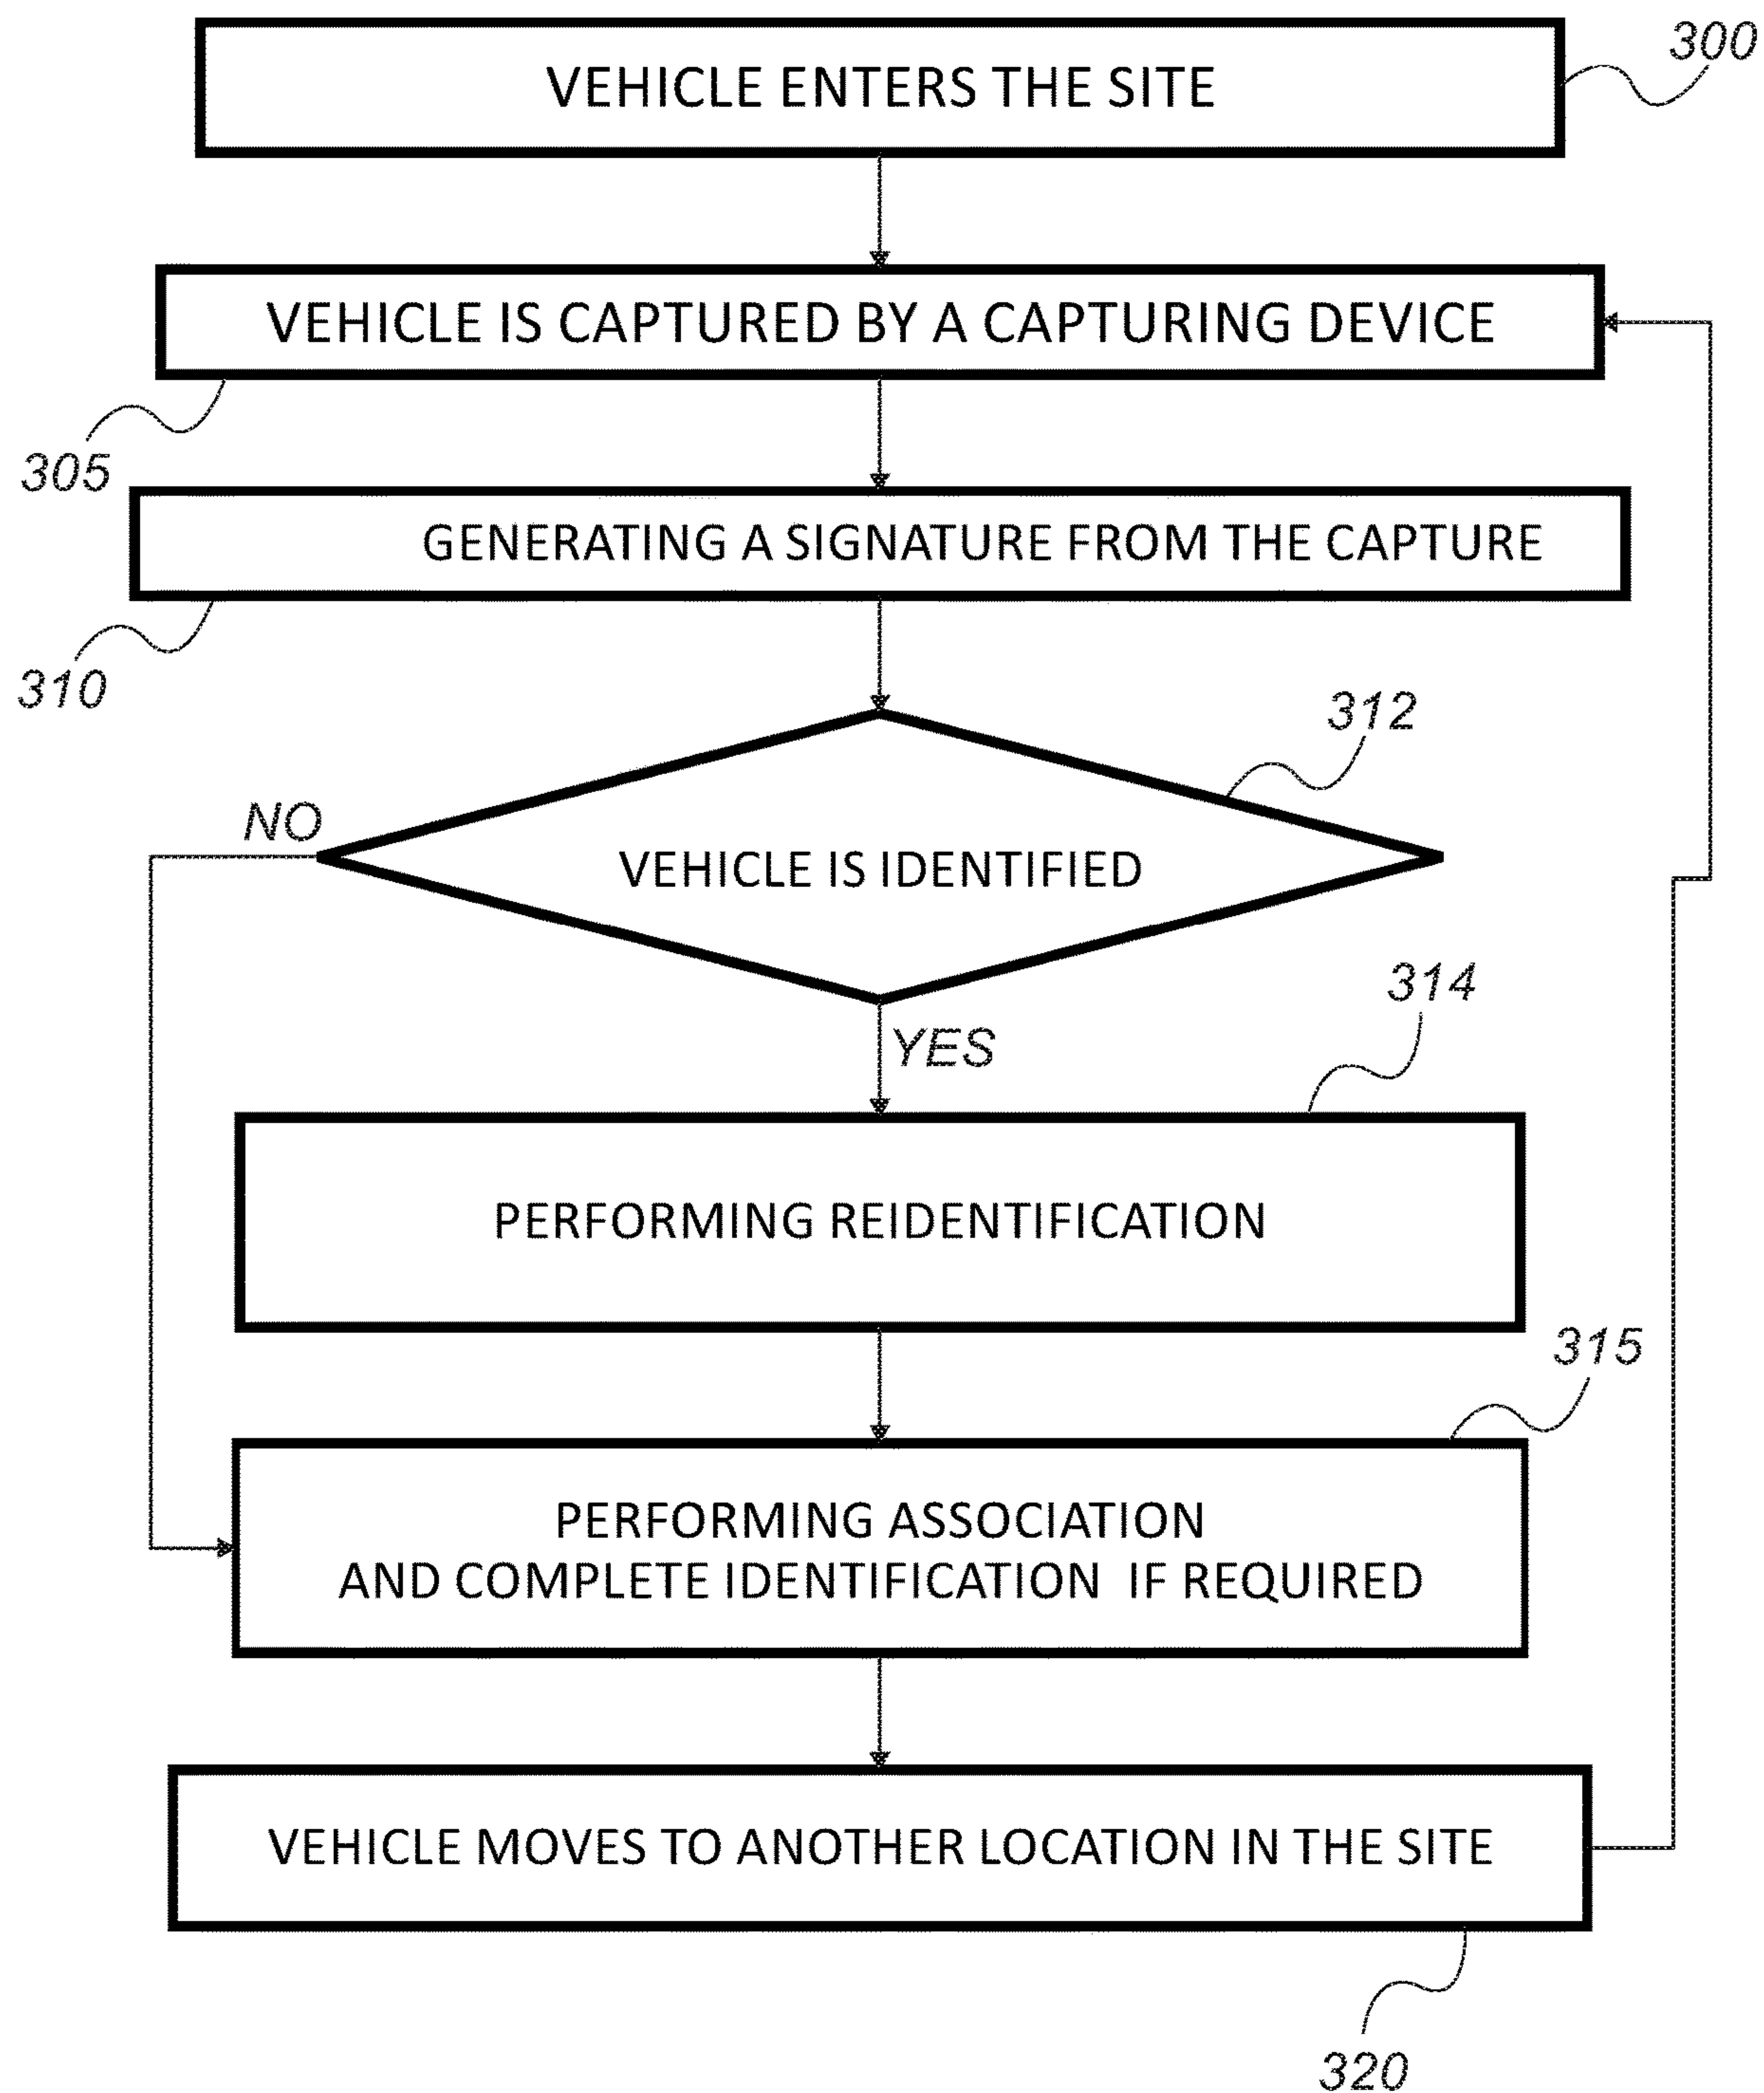 VEHICLE ENTERS THE SITE
300
VEHICLE IS CAPTURED BY A CAPTURING DEVICE
305
GENERATING A SIGNATURE FROM THE CAPTURE
310
312
NO
VEHICLE IS IDENTIFIED
YES
314
PERFORMING REIDENTIFICATION
315
PERFORMING ASSOCIATION
AND COMPLETE IDENTIFICATION IF REQUIRED
VEHICLE MOVES TO ANOTHER LOCATION IN THE SITE
320